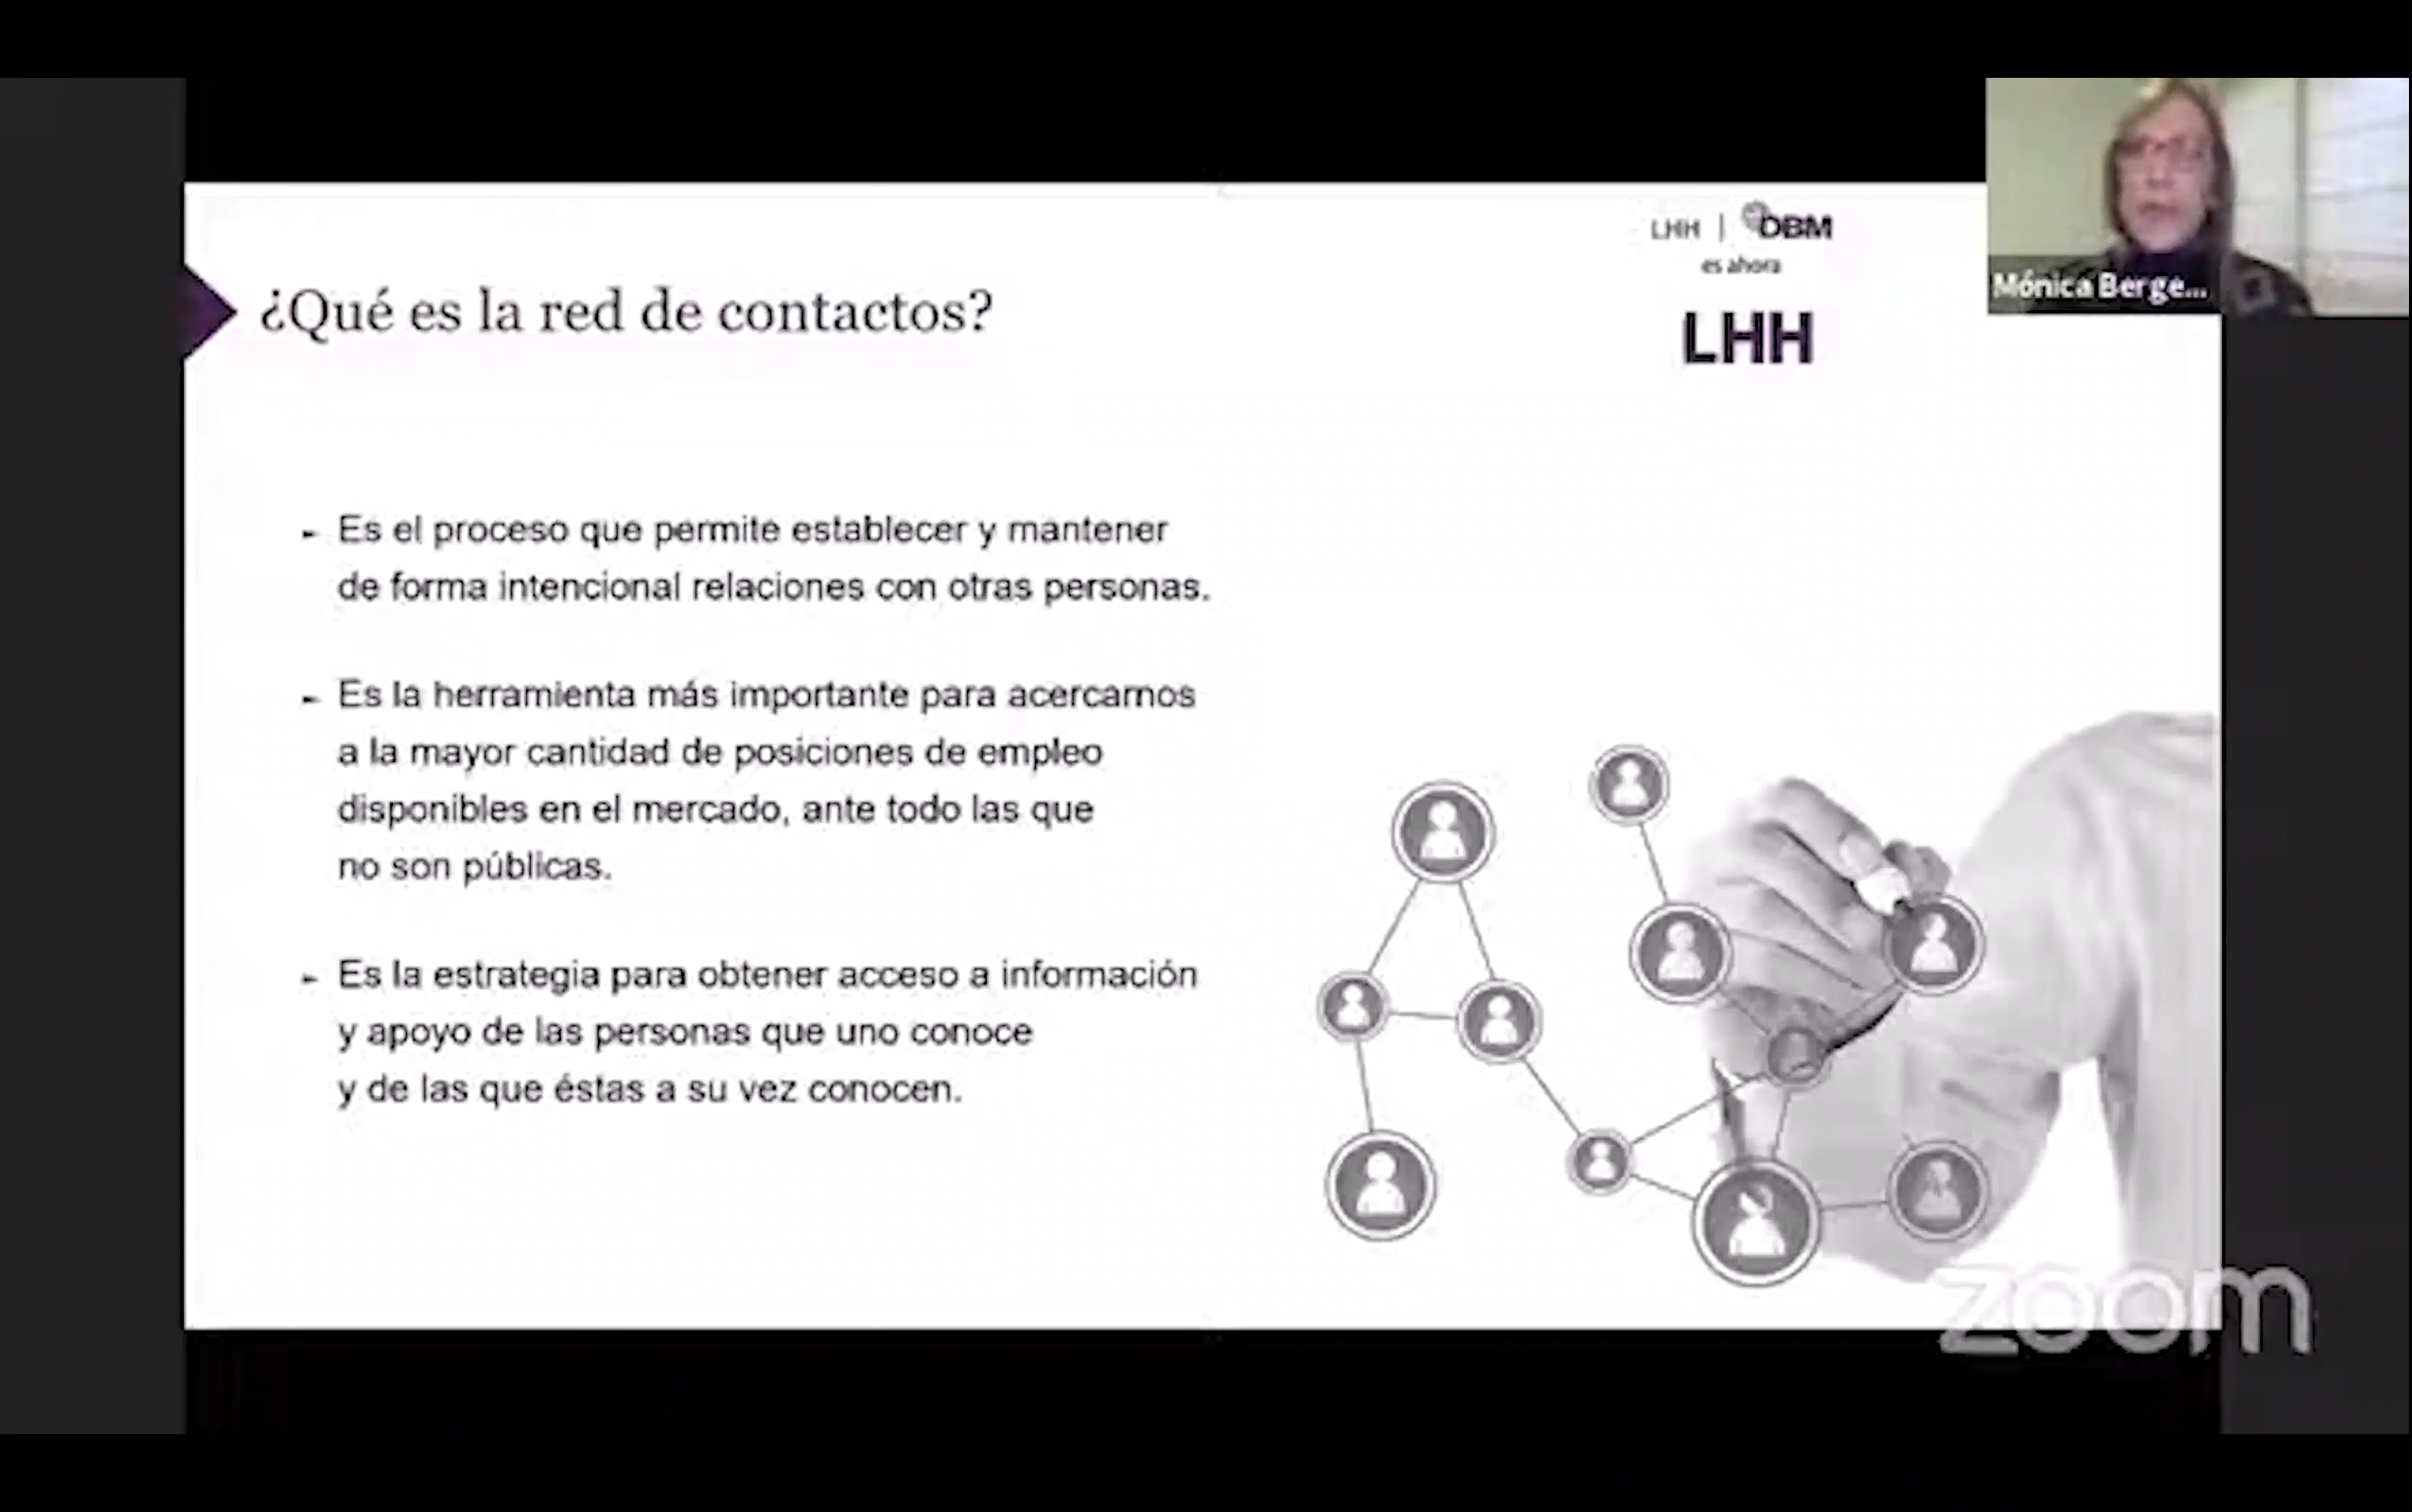 LHH | DBM
es ahora
LHH
Mónica Berge...
¿Qué es la red de contactos?
- Es el proceso que permite establecer y mantener
de forma intencional relaciones con otras personas.
- Es la herramienta más importante para acercarnos
a la mayor cantidad de posiciones de empleo
disponibles en el mercado, ante todo las que
no son públicas.
- Es la estrategia para obtener acceso a información
y apoyo de las personas que uno conoce
y de las que éstas a su vez conocen.
zoom